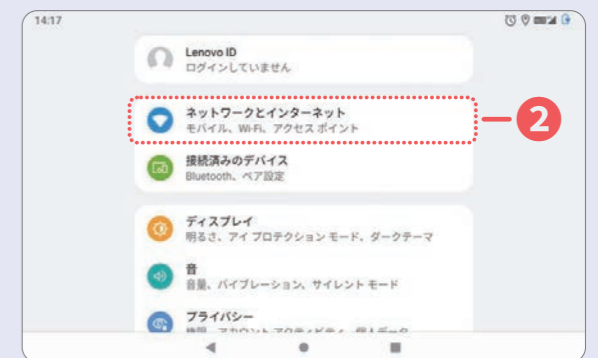 14:17
Lenovo ID
ログインしていません
ネットワークとインターネット
モバイル、Wi-Fi、アクセス ポイント
2
接続済みのデバイス
Bluetooth、ペア設定
ディスプレイ
明るさ、アイ プロテクション モード、ダークテーマ
音
音量、バイブレーション、サイレント モード
プライバシー